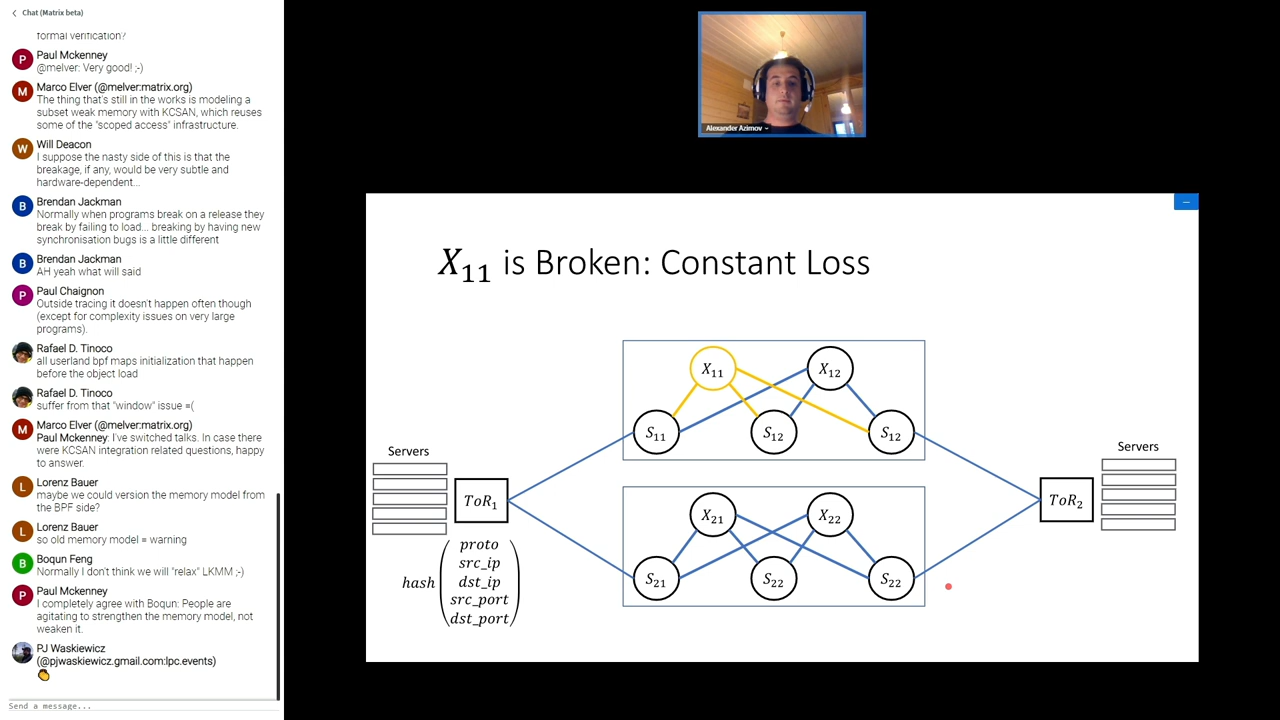 Chat (Matrix beta)
formal verification?
P
Paul Mckenney
@melver: Very good! ;-)
M
Marco Elver (@melver:matrix.org)
The thing that's still in the works is modeling a
subset weak memory with KCSAN, which reuses
some of the "scoped access" infrastructure.
W
Will Deacon
I suppose the nasty side of this is that the
breakage, if any, would be very subtle and
hardware-dependent...
B
Brendan Jackman
Normally when programs break on a release they
break by failing to load... breaking by having new
synchronisation bugs is a little different
B
Brendan Jackman
AH yeah what will said
P
Paul Chaignon
Outside tracing it doesn't happen often though
(except for complexity issues on very large
programs).
Rafael D. Tinoco
all userland bpf maps initialization that happen
before the object load
Rafael D. Tinoco
suffer from that "window" issue =(
M
Marco Elver (@melver:matrix.org)
Paul Mckenney: I've switched talks. In case there
were KCSAN integration related questions, happy
to answer.
L
Lorenz Bauer
maybe we could version the memory model from
the BPF side?
L
Lorenz Bauer
so old memory model = warning
B
Boqun Feng
Normally I don't think we will "relax" LKMM ;-)
P
Paul Mckenney
I completely agree with Boqun: People are
agitating to strengthen the memory model, not
weaken it.
PJ Waskiewicz
(@pjwaskiewicz.gmail.com:lpc.events)
👏
Send a message...
Alexander Azimov
X₁₁ is Broken: Constant Loss
X₁₁ X₁₂
S₁₁ S₁₂ S₁₂
Servers
ToR₁
X₂₁ X₂₂
S₂₁ S₂₂ S₂₂
Servers
ToR₂
hash
proto
src_ip
dst_ip
src_port
dst_port